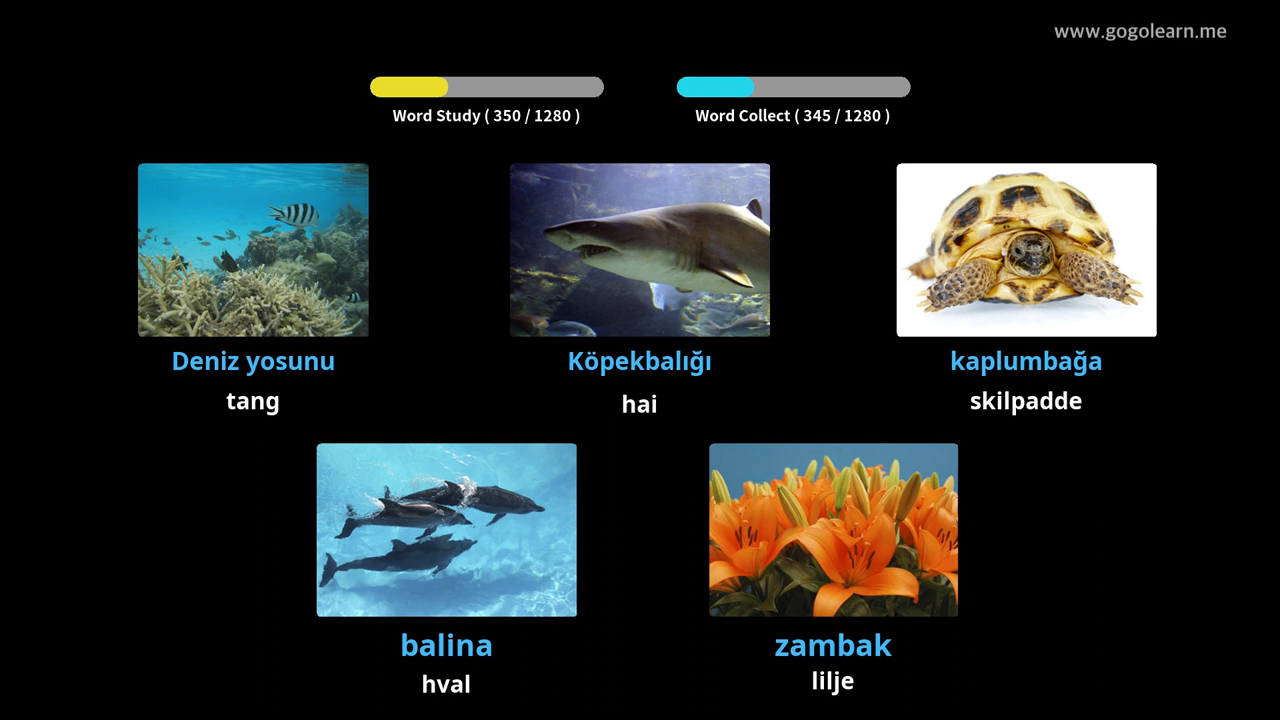 www.gogolearn.me
Word Study ( 350 / 1280 )
Word Collect ( 345 / 1280 )
Deniz yosunu
tang
Köpekbalığı
hai
kaplumbağa
skilpadde
balina
hval
zambak
lilje